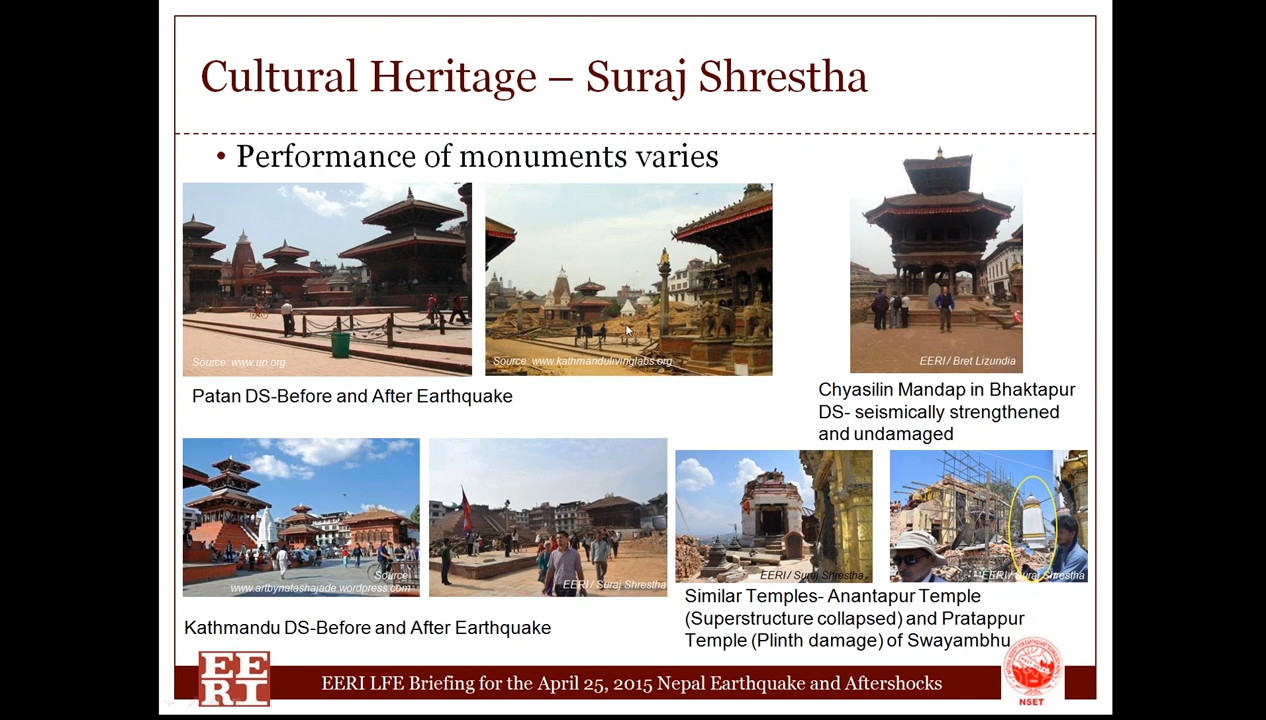 Cultural Heritage – Suraj Shrestha
• Performance of monuments varies
Source: www.un.org
Source: www.kathmandulivinglabs.org
EERI / Bret Lizundia
Patan DS-Before and After Earthquake
Chyasilin Mandap in Bhaktapur
DS- seismically strengthened
and undamaged
Source:
www.artbynatashajade.wordpress.com
EERI / Suraj Shrestha
EERI / Suraj Shrestha
EERI / Suraj Shrestha
Kathmandu DS-Before and After Earthquake
Similar Temples- Anantapur Temple
(Superstructure collapsed) and Pratappur
Temple (Plinth damage) of Swayambhu
EERI
EERI LFE Briefing for the April 25, 2015 Nepal Earthquake and Aftershocks
NSET